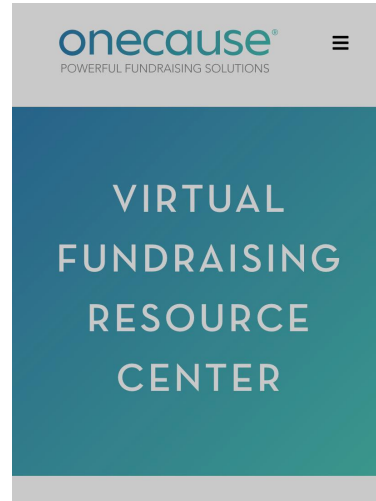 onecause®
POWERFUL FUNDRAISING SOLUTIONS
VIRTUAL
FUNDRAISING
RESOURCE
CENTER